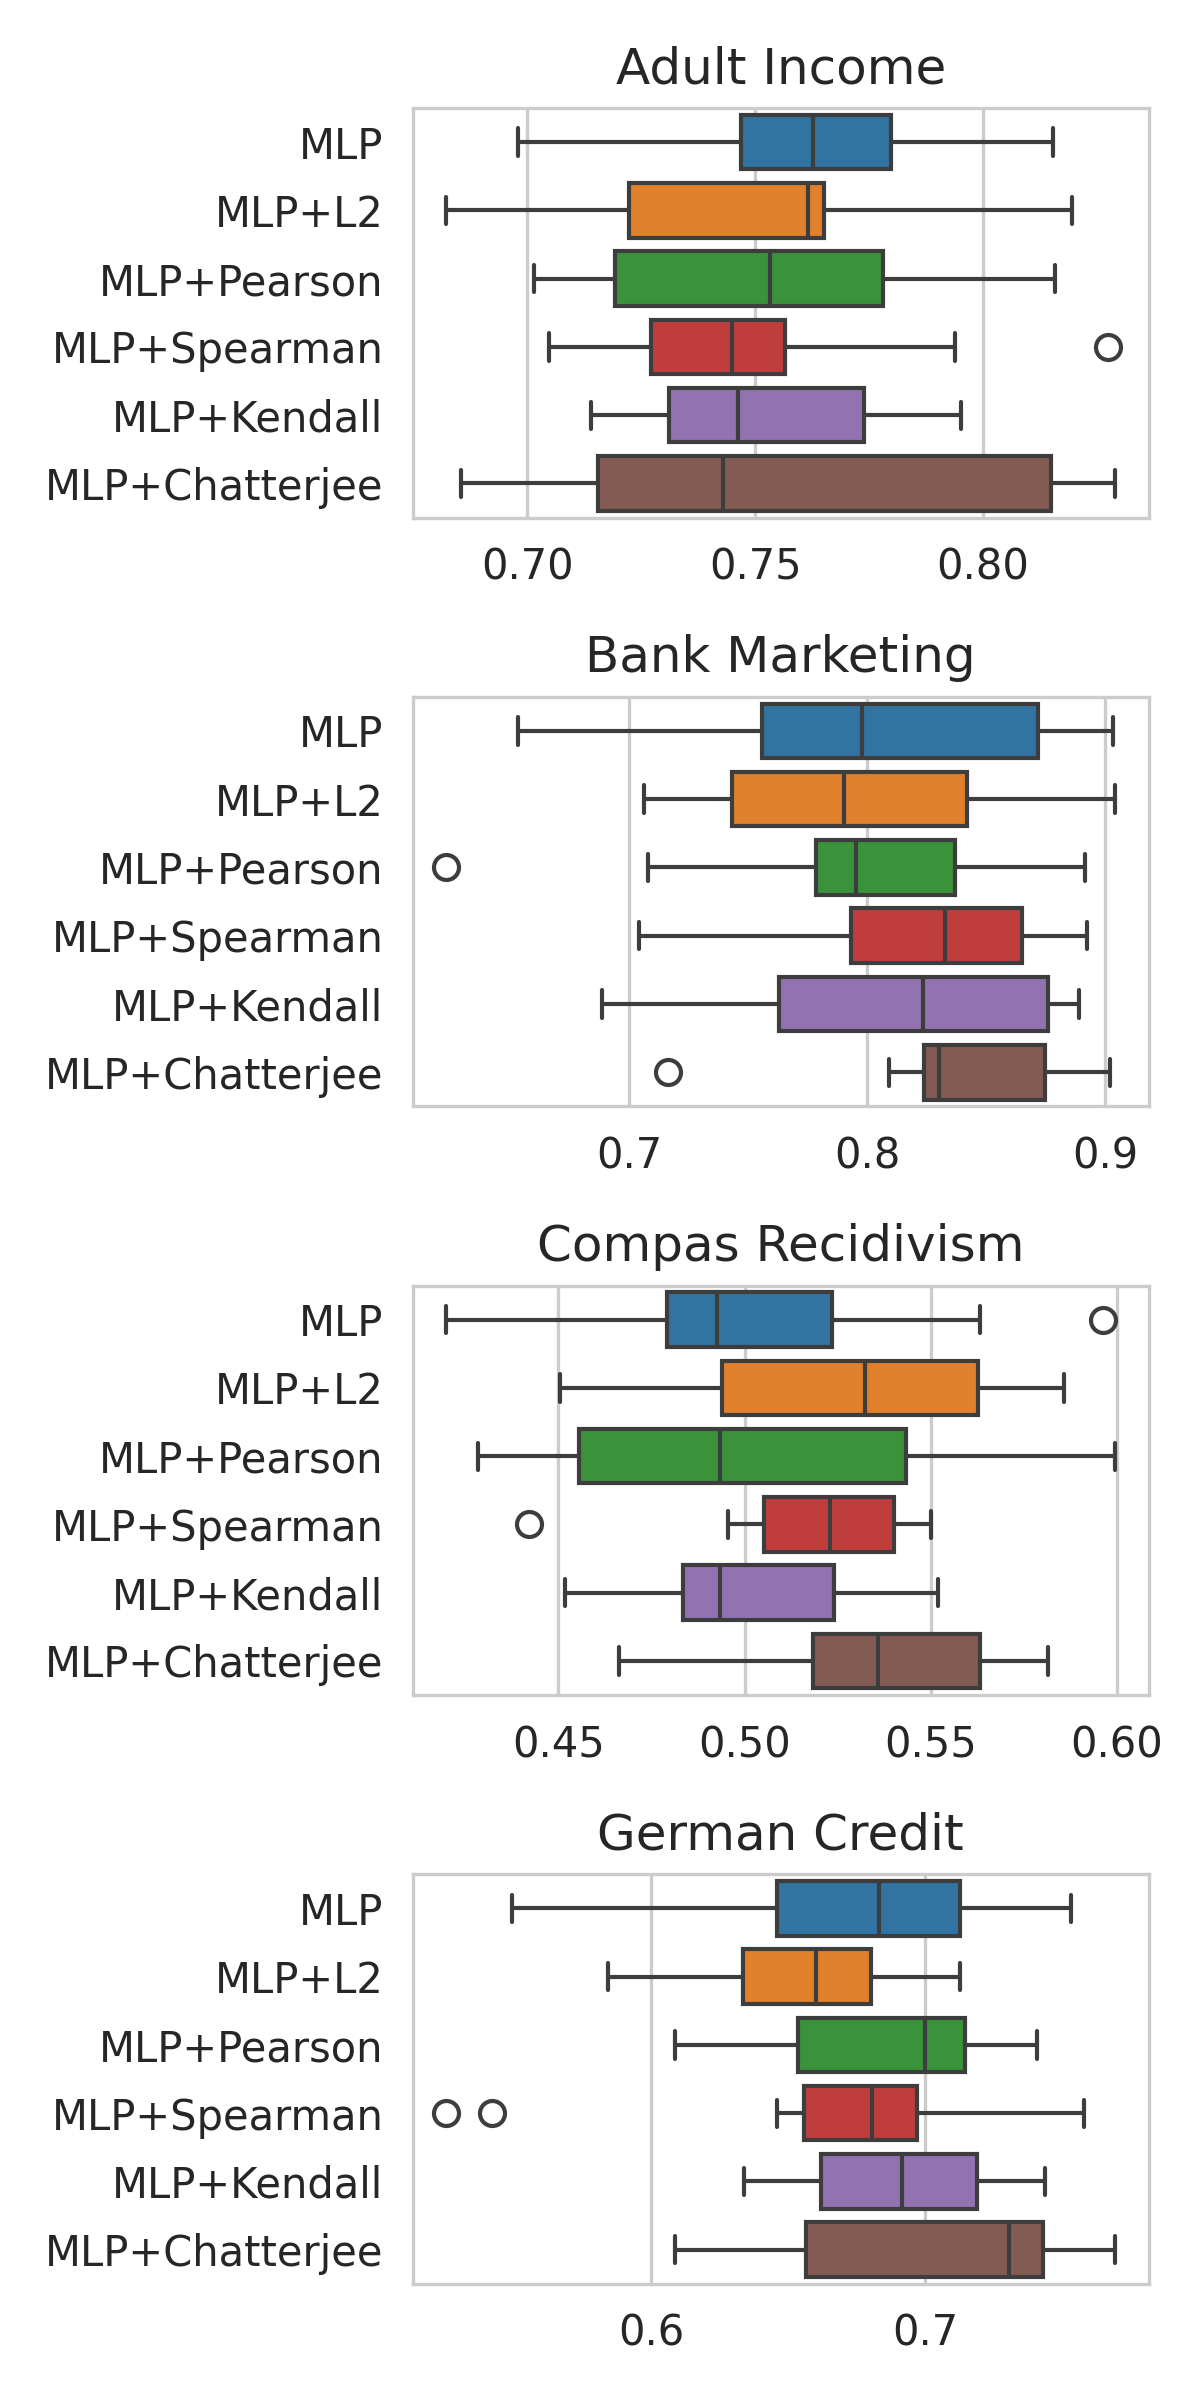 Adult Income
MLP
MLP+L2
MLP+Pearson
MLP+Spearman
MLP+Kendall
MLP+Chatterjee
0.70 0.75 0.80
Bank Marketing
MLP
MLP+L2
MLP+Pearson
MLP+Spearman
MLP+Kendall
MLP+Chatterjee
0.7 0.8 0.9
Compas Recidivism
MLP
MLP+L2
MLP+Pearson
MLP+Spearman
MLP+Kendall
MLP+Chatterjee
0.45 0.50 0.55 0.60
German Credit
MLP
MLP+L2
MLP+Pearson
MLP+Spearman
MLP+Kendall
MLP+Chatterjee
0.6 0.7